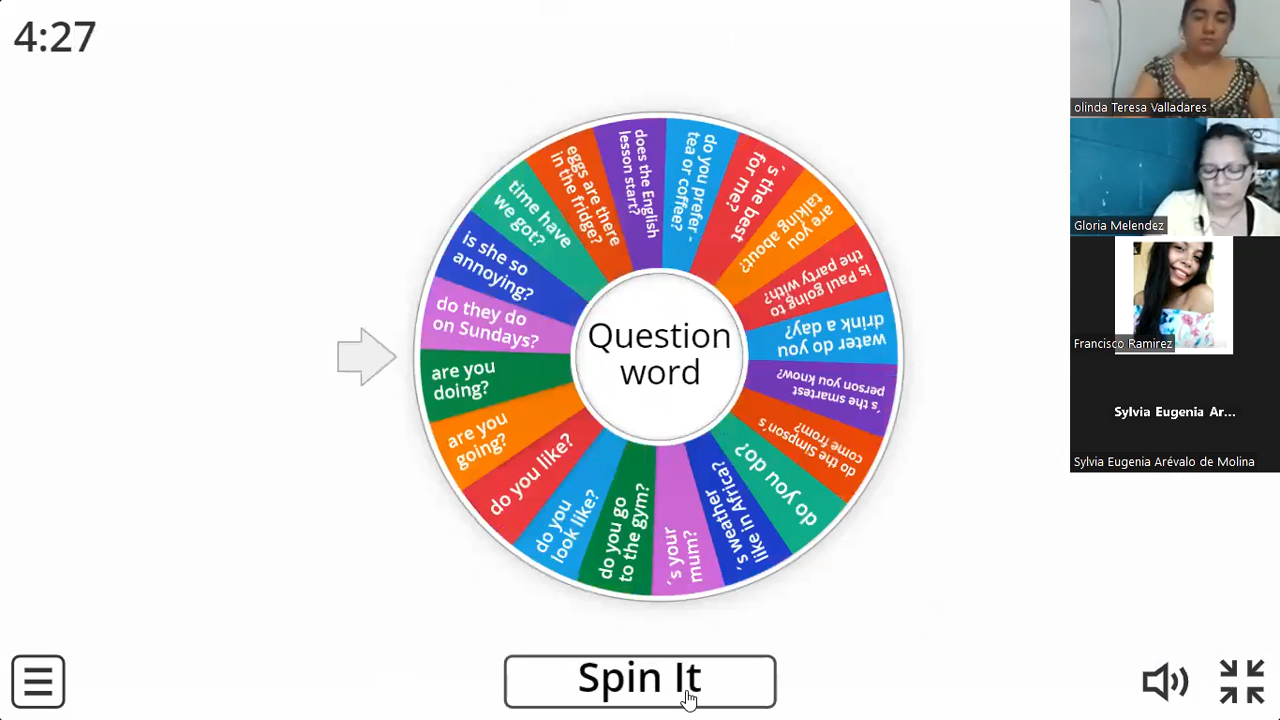 4:27
does the English
lesson start?
do you prefer -
tea or coffee?
's the best
for me?
are you
talking about?
is Paul going to
the party with?
water do you
drink a day?
's the smartest
person you know?
do the Simpson's
come from?
do you do?
's weather
like in Africa?
's your
mum?
do you go
to the gym?
do you
look like?
do you like?
are you
going?
are you
doing?
do they do
on Sundays?
is she so
annoying?
time have
we got?
eggs are there
in the fridge?
Question
word
Spin It
olinda Teresa Valladares
Gloria Melendez
Francisco Ramirez
Sylvia Eugenia Ar...
Sylvia Eugenia Arévalo de Molina